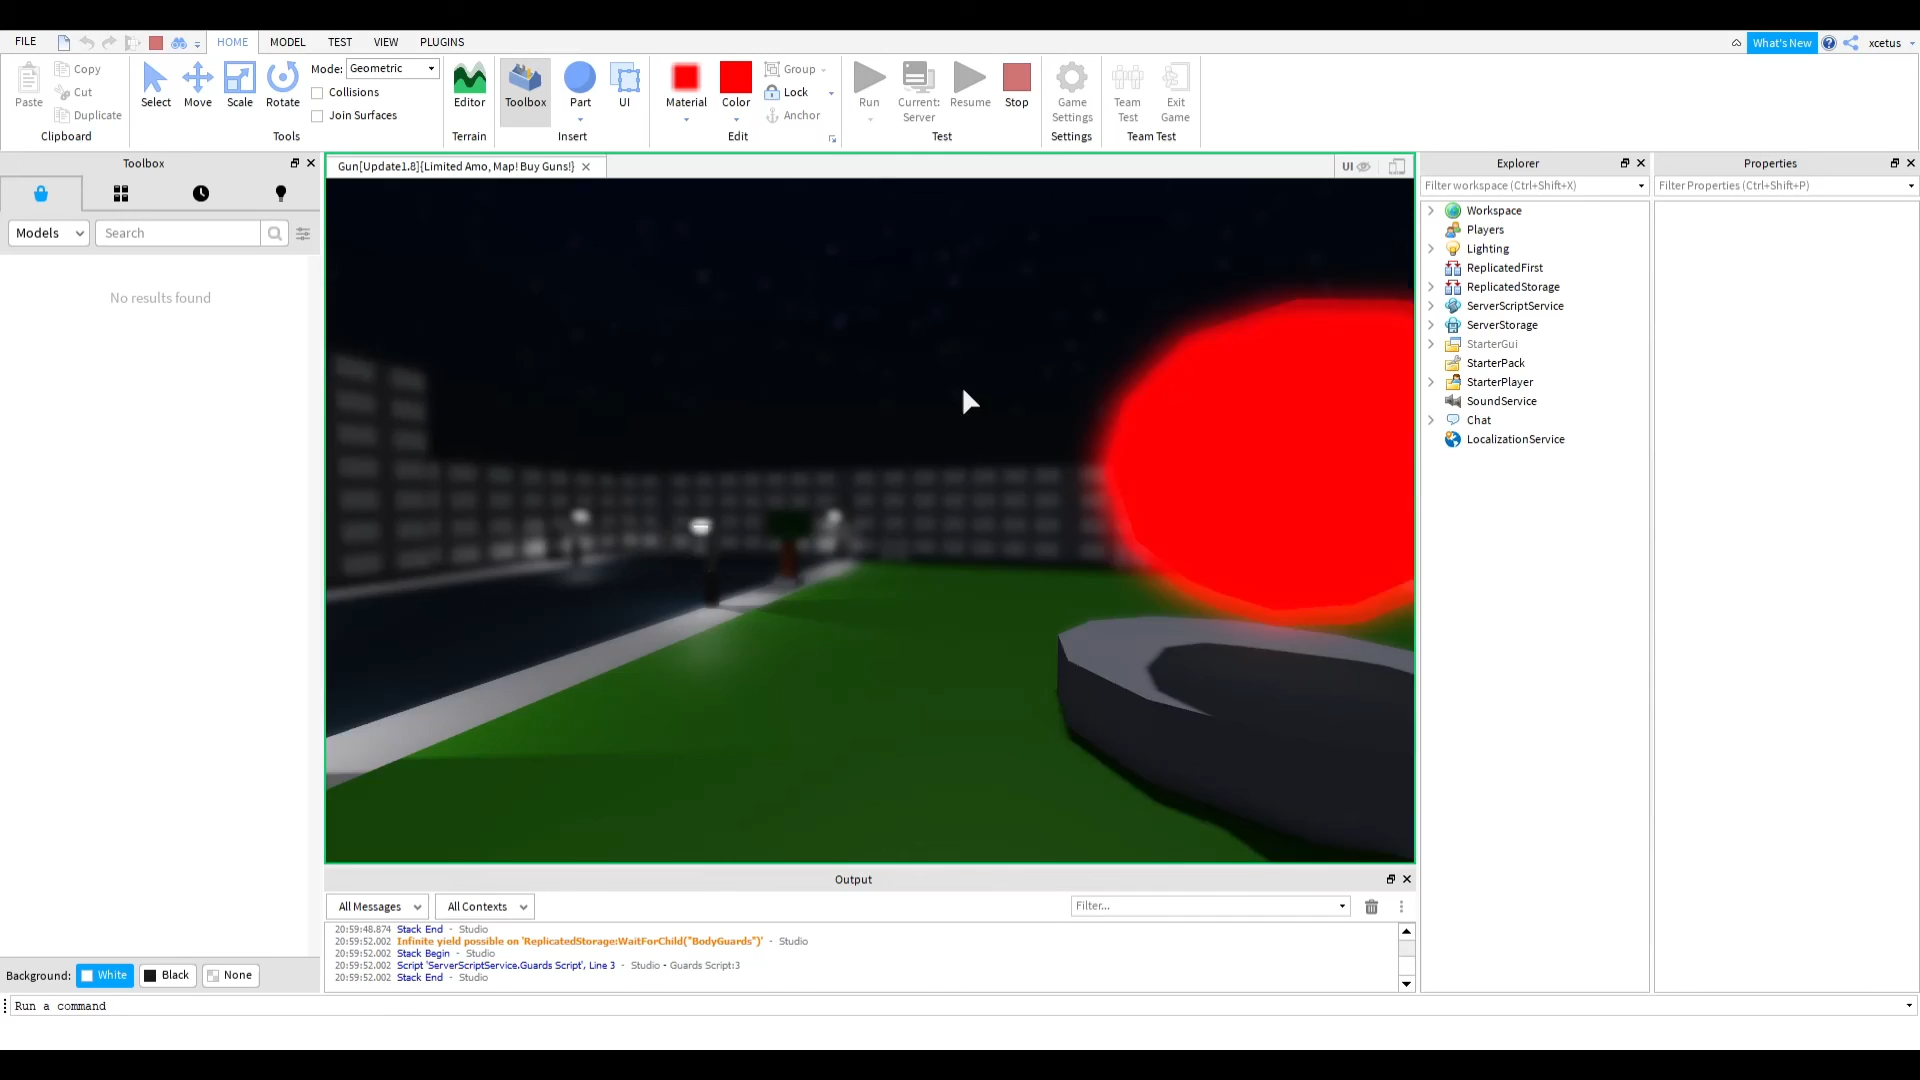 FILE HOME MODEL TEST VIEW PLUGINS What's New xcetus
Paste Copy Cut Duplicate Clipboard
Select Move Scale Rotate Mode: Geometric Collisions Join Surfaces Tools
Editor Terrain
Toolbox Part UI Insert
Material Color Group Lock Anchor Edit
Run Current: Server Resume Stop Test
Game Settings Settings
Team Test Exit Game Team Test
Toolbox
Models Search
No results found
Background: White Black None
Gun[Update1.8]{Limited Amo, Map! Buy Guns!} UI
Output
All Messages All Contexts Filter...
20:59:48.874 Stack End - Studio
20:59:52.002 Infinite yield possible on 'ReplicatedStorage:WaitForChild("BodyGuards")' - Studio
20:59:52.002 Stack Begin - Studio
20:59:52.002 Script 'ServerScriptService.Guards Script', Line 3 - Studio - Guards Script:3
20:59:52.002 Stack End - Studio
Explorer
Filter workspace (Ctrl+Shift+X)
Workspace
Players
Lighting
ReplicatedFirst
ReplicatedStorage
ServerScriptService
ServerStorage
StarterGui
StarterPack
StarterPlayer
SoundService
Chat
LocalizationService
Properties
Filter Properties (Ctrl+Shift+P)
Run a command